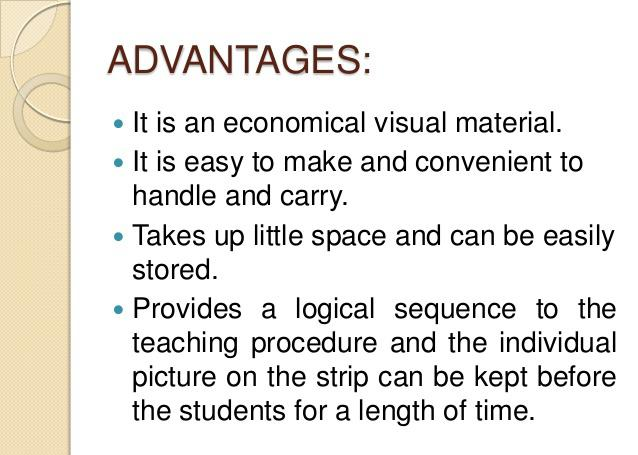 ADVANTAGES:
• It is an economical visual material.
• It is easy to make and convenient to
handle and carry.
• Takes up little space and can be easily
stored.
• Provides a logical sequence to the
teaching procedure and the individual
picture on the strip can be kept before
the students for a length of time.